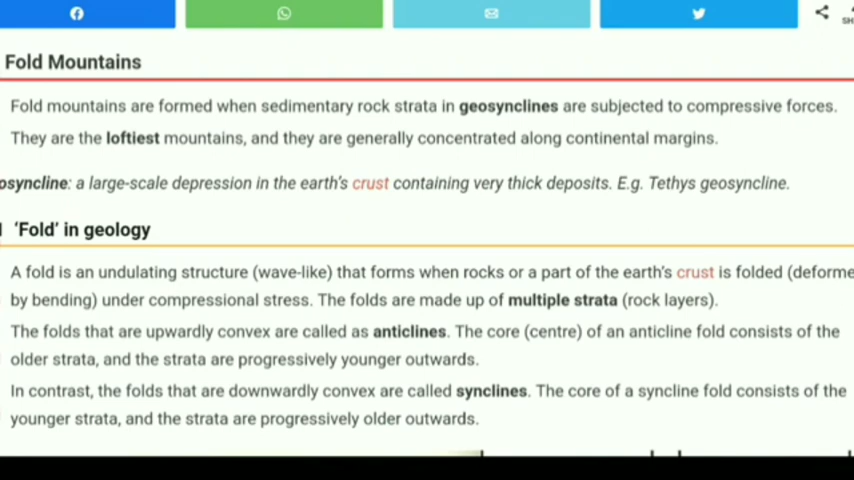 Fold Mountains
Fold mountains are formed when sedimentary rock strata in geosynclines are subjected to compressive forces.
They are the loftiest mountains, and they are generally concentrated along continental margins.
osyncline: a large-scale depression in the earth's crust containing very thick deposits. E.g. Tethys geosyncline.
'Fold' in geology
A fold is an undulating structure (wave-like) that forms when rocks or a part of the earth's crust is folded (deforme
by bending) under compressional stress. The folds are made up of multiple strata (rock layers).
The folds that are upwardly convex are called as anticlines. The core (centre) of an anticline fold consists of the
older strata, and the strata are progressively younger outwards.
In contrast, the folds that are downwardly convex are called synclines. The core of a syncline fold consists of the
younger strata, and the strata are progressively older outwards.